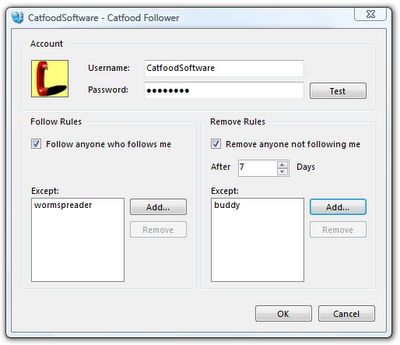 CatfoodSoftware - Catfood Follower
Account
Username: CatfoodSoftware
Password: ●●●●●●●●
Test
Follow Rules
Follow anyone who follows me
Except:
wormspreader
Add...
Remove
Remove Rules
Remove anyone not following me
After 7 Days
Except:
buddy
Add...
Remove
OK Cancel